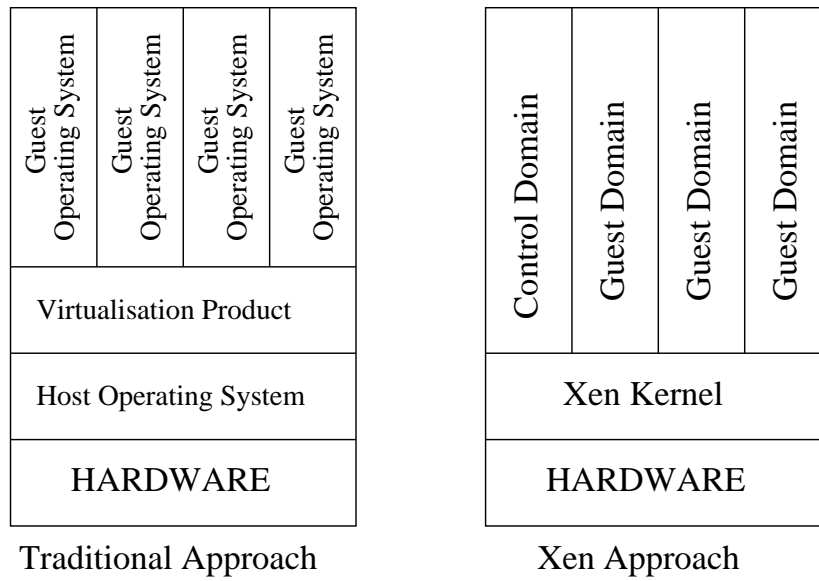 Guest
Operating System
Guest
Operating System
Guest
Operating System
Guest
Operating System
Virtualisation Product
Host Operating System
HARDWARE
Traditional Approach
Control Domain
Guest Domain
Guest Domain
Guest Domain
Xen Kernel
HARDWARE
Xen Approach